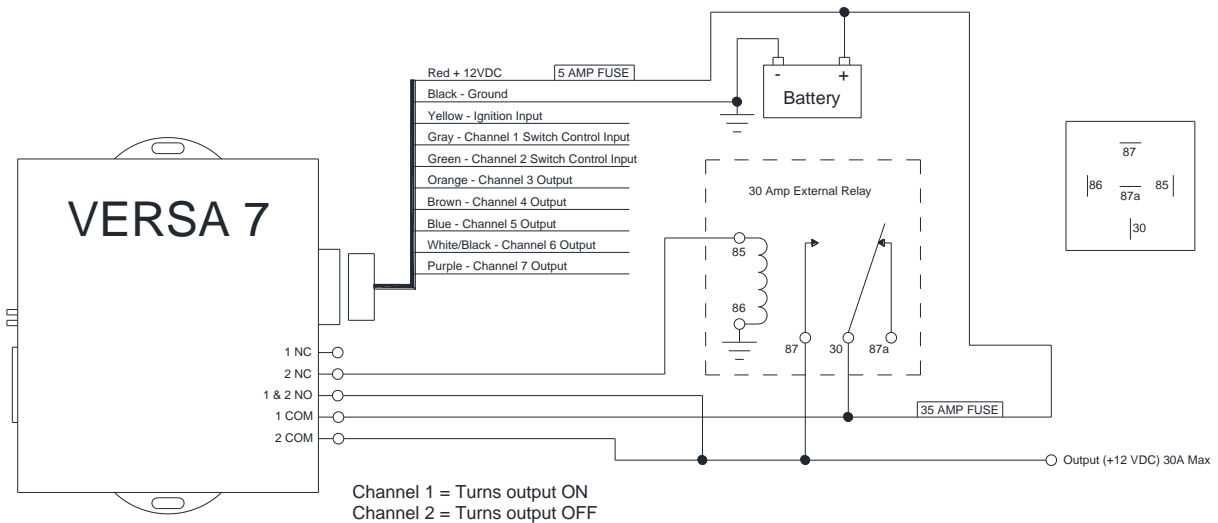 VERSA 7
Red + 12VDC
5 AMP FUSE
Black - Ground
Yellow - Ignition Input
Gray - Channel 1 Switch Control Input
Green - Channel 2 Switch Control Input
Orange - Channel 3 Output
Brown - Channel 4 Output
Blue - Channel 5 Output
White/Black - Channel 6 Output
Purple - Channel 7 Output
- +
Battery
30 Amp External Relay
85
86
87 30 87a
87
86 87a 85
30
1 NC
2 NC
1 & 2 NO
1 COM
2 COM
35 AMP FUSE
Output (+12 VDC) 30A Max
Channel 1 = Turns output ON
Channel 2 = Turns output OFF